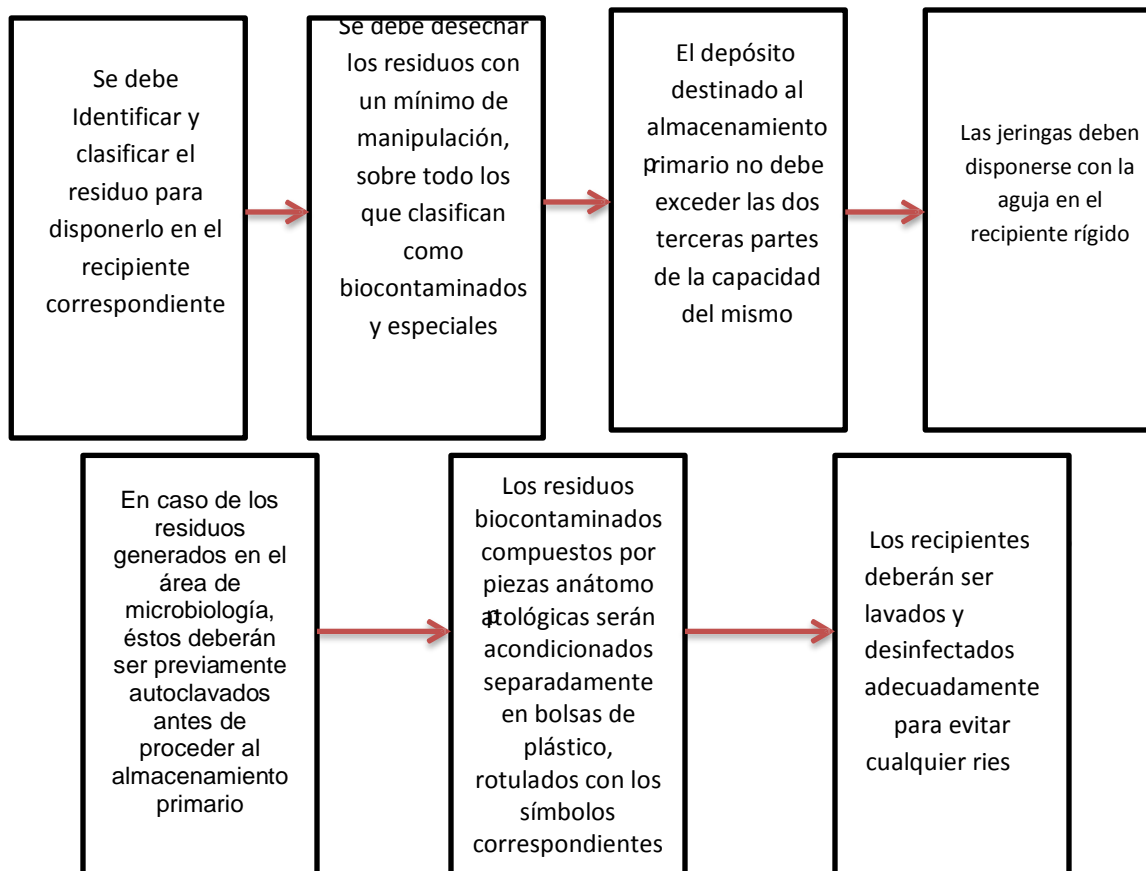 Se debe
Identificar y
clasificar el
residuo para
disponerlo en el
recipiente
correspondiente
Se debe desechar
los residuos con
un mínimo de
manipulación,
sobre todo los
que clasifican
como
biocontaminados
y especiales
El depósito
destinado al
almacenamiento
primario no debe
exceder las dos
terceras partes
de la capacidad
del mismo
Las jeringas deben
disponerse con la
aguja en el
recipiente rígido
En caso de los
residuos
generados en el
área de
microbiología,
éstos deberán
ser previamente
autoclavados
antes de
proceder al
almacenamiento
primario
Los residuos
biocontaminados
compuestos por
piezas anátomo
patológicas serán
acondicionados
separadamente
en bolsas de
plástico,
rotulados con los
símbolos
correspondientes
Los recipientes
deberán ser
lavados y
desinfectados
adecuadamente
para evitar
cualquier ries